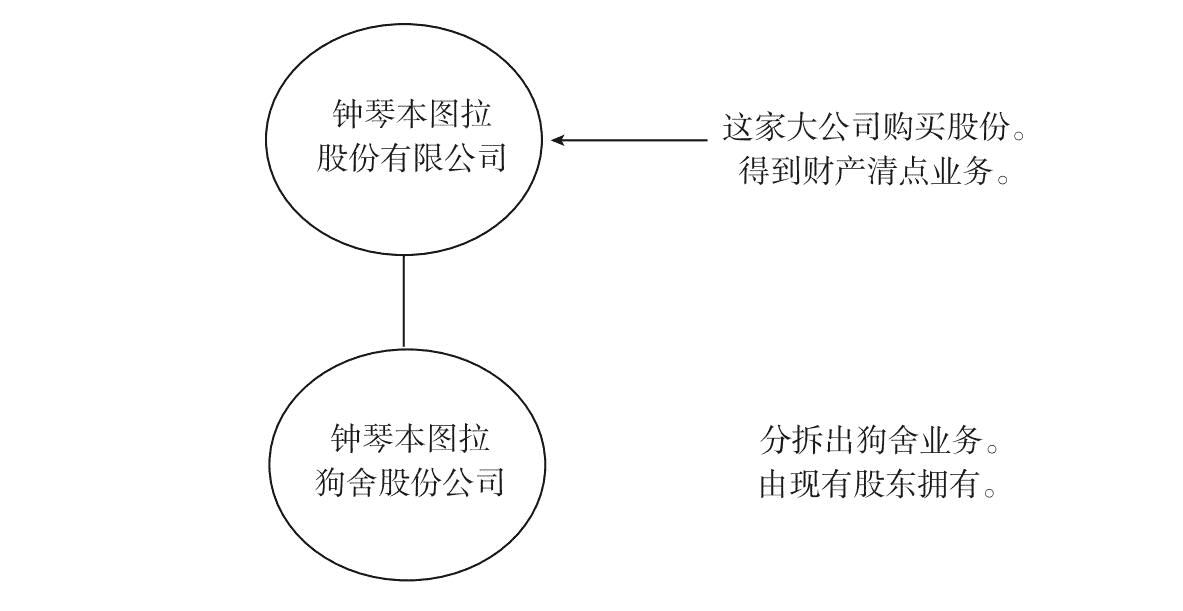 钟琴本图拉
股份有限公司
这家大公司购买股份。
得到财产清点业务。
钟琴本图拉
狗舍股份公司
分拆出狗舍业务。
由现有股东拥有。